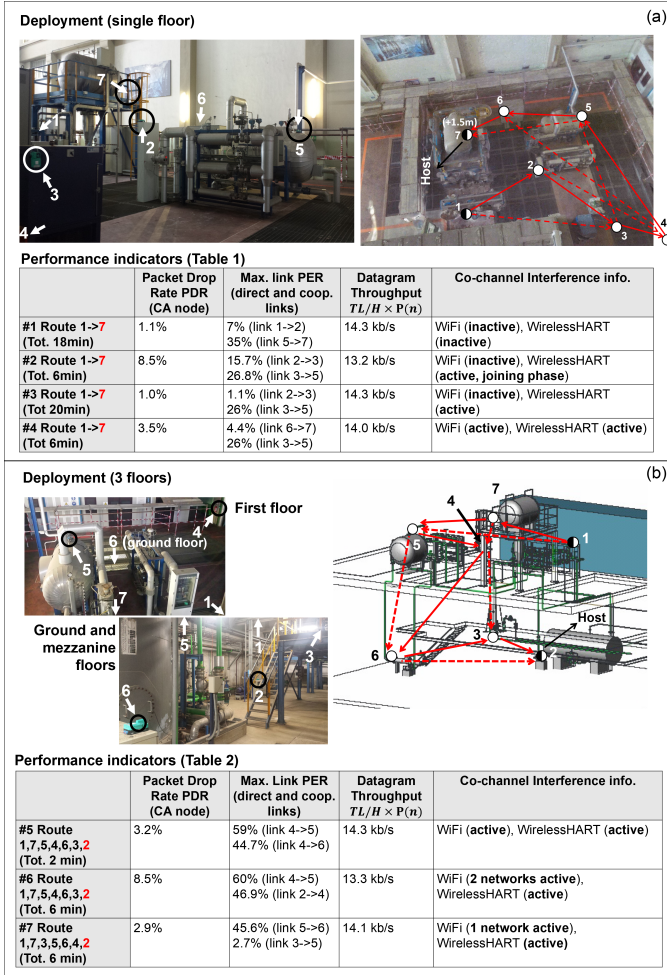 Deployment (single floor)
(a)
7
6
1
2
5
3
4
(+1.5m)
7
6
5
Host
2
1
3
4
Performance indicators (Table 1)
Packet Drop Rate PDR (CA node)
Max. link PER (direct and coop. links)
Datagram Throughput TL/H × P(n)
Co-channel Interference info.
#1 Route 1->7 (Tot. 18min)
1.1%
7% (link 1->2)
35% (link 5->7)
14.3 kb/s
WiFi (inactive), WirelessHART (inactive)
#2 Route 1->7 (Tot. 6min)
8.5%
15.7% (link 2->3)
26.8% (link 3->5)
13.2 kb/s
WiFi (inactive), WirelessHART (active, joining phase)
#3 Route 1->7 (Tot 20min)
1.0%
1.1% (link 2->3)
26% (link 3->5)
14.3 kb/s
WiFi (inactive), WirelessHART (active)
#4 Route 1->7 (Tot 6min)
3.5%
4.4% (link 6->7)
26% (link 3->5)
14.0 kb/s
WiFi (active), WirelessHART (active)
Deployment (3 floors)
(b)
First floor
4
6 (ground floor)
5
7
1
Ground and mezzanine floors
5
1
3
2
6
7
4
5
1
Host
3
6
2
Performance indicators (Table 2)
Packet Drop Rate PDR (CA node)
Max. Link PER (direct and coop. links)
Datagram Throughput TL/H × P(n)
Co-channel Interference info.
#5 Route 1,7,5,4,6,3,2 (Tot. 2 min)
3.2%
59% (link 4->5)
44.7% (link 4->6)
14.3 kb/s
WiFi (active), WirelessHART (active)
#6 Route 1,7,5,4,6,3,2 (Tot. 6 min)
8.5%
60% (link 4->5)
46.9% (link 2->4)
13.3 kb/s
WiFi (2 networks active), WirelessHART (active)
#7 Route 1,7,3,5,6,4,2 (Tot. 6 min)
2.9%
45.6% (link 5->6)
2.7% (link 3->5)
14.1 kb/s
WiFi (1 network active), WirelessHART (active)